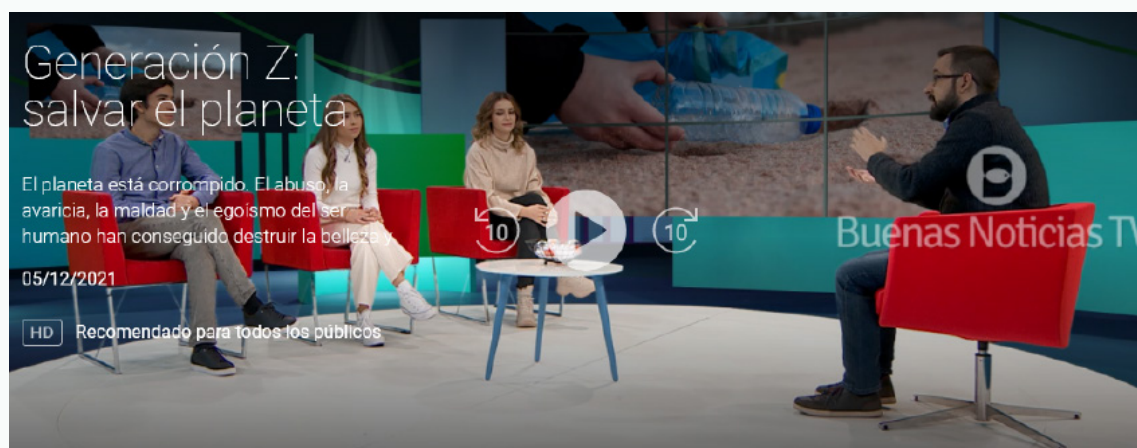 Generación Z:
salvar el planeta
El planeta está corrompido. El abuso, la
avaricia, la maldad y el egoísmo del ser
humano han conseguido destruir la belleza y
05/12/2021
HD Recomendado para todos los públicos
10
10
Buenas Noticias TV